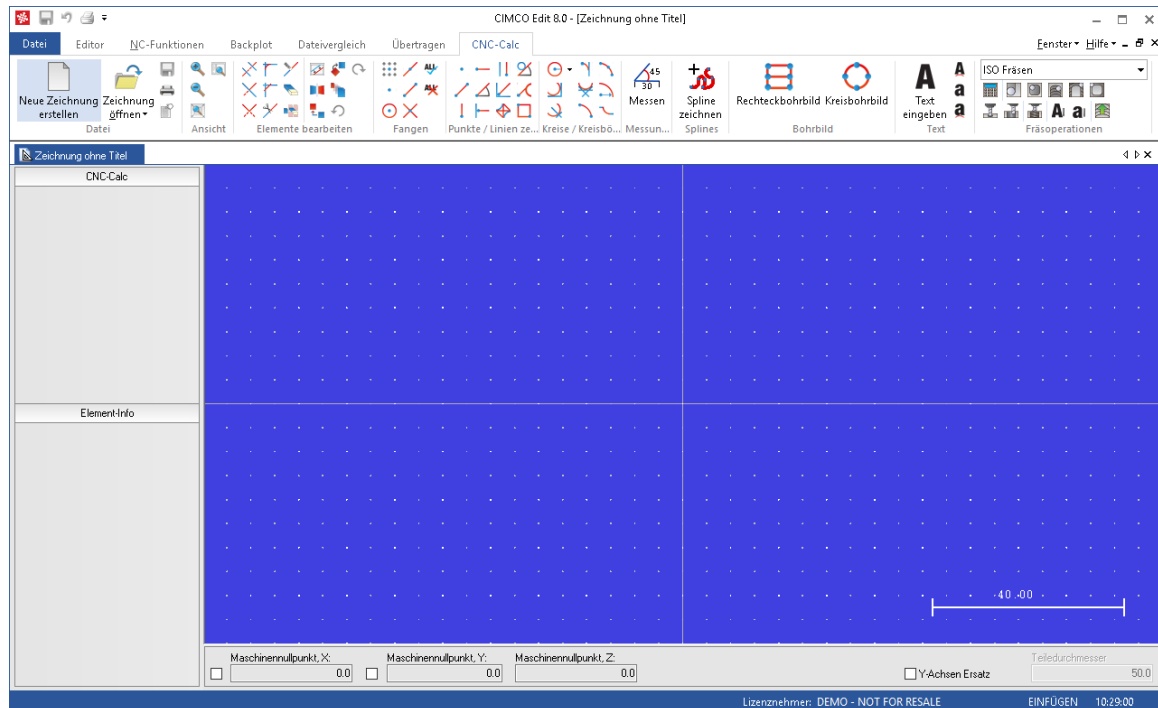 CIMCO Edit 8.0 - [Zeichnung ohne Titel]
Datei Editor NC-Funktionen Backplot Dateivergleich Übertragen CNC-Calc Fenster Hilfe
Neue Zeichnung erstellen
Zeichnung öffnen
ALL
ALL
45
30
Messen
Spline zeichnen
Rechteckbohrbild
Kreisbohrbild
A
Text eingeben
A
a
a
ISO Fräsen
A
a
Datei Ansicht Elemente bearbeiten Fangen Punkte / Linien ze... Kreise / Kreisbö... Messun... Splines Bohrbild Text Fräsoperationen
Zeichnung ohne Titel
CNC-Calc
Element-Info
40.00
Maschinennullpunkt, X: Maschinennullpunkt, Y: Maschinennullpunkt, Z: Teiledurchmesser
0.0 0.0 0.0 Y-Achsen Ersatz 50.0
Lizenznehmer: DEMO - NOT FOR RESALE EINFÜGEN 10:29:00